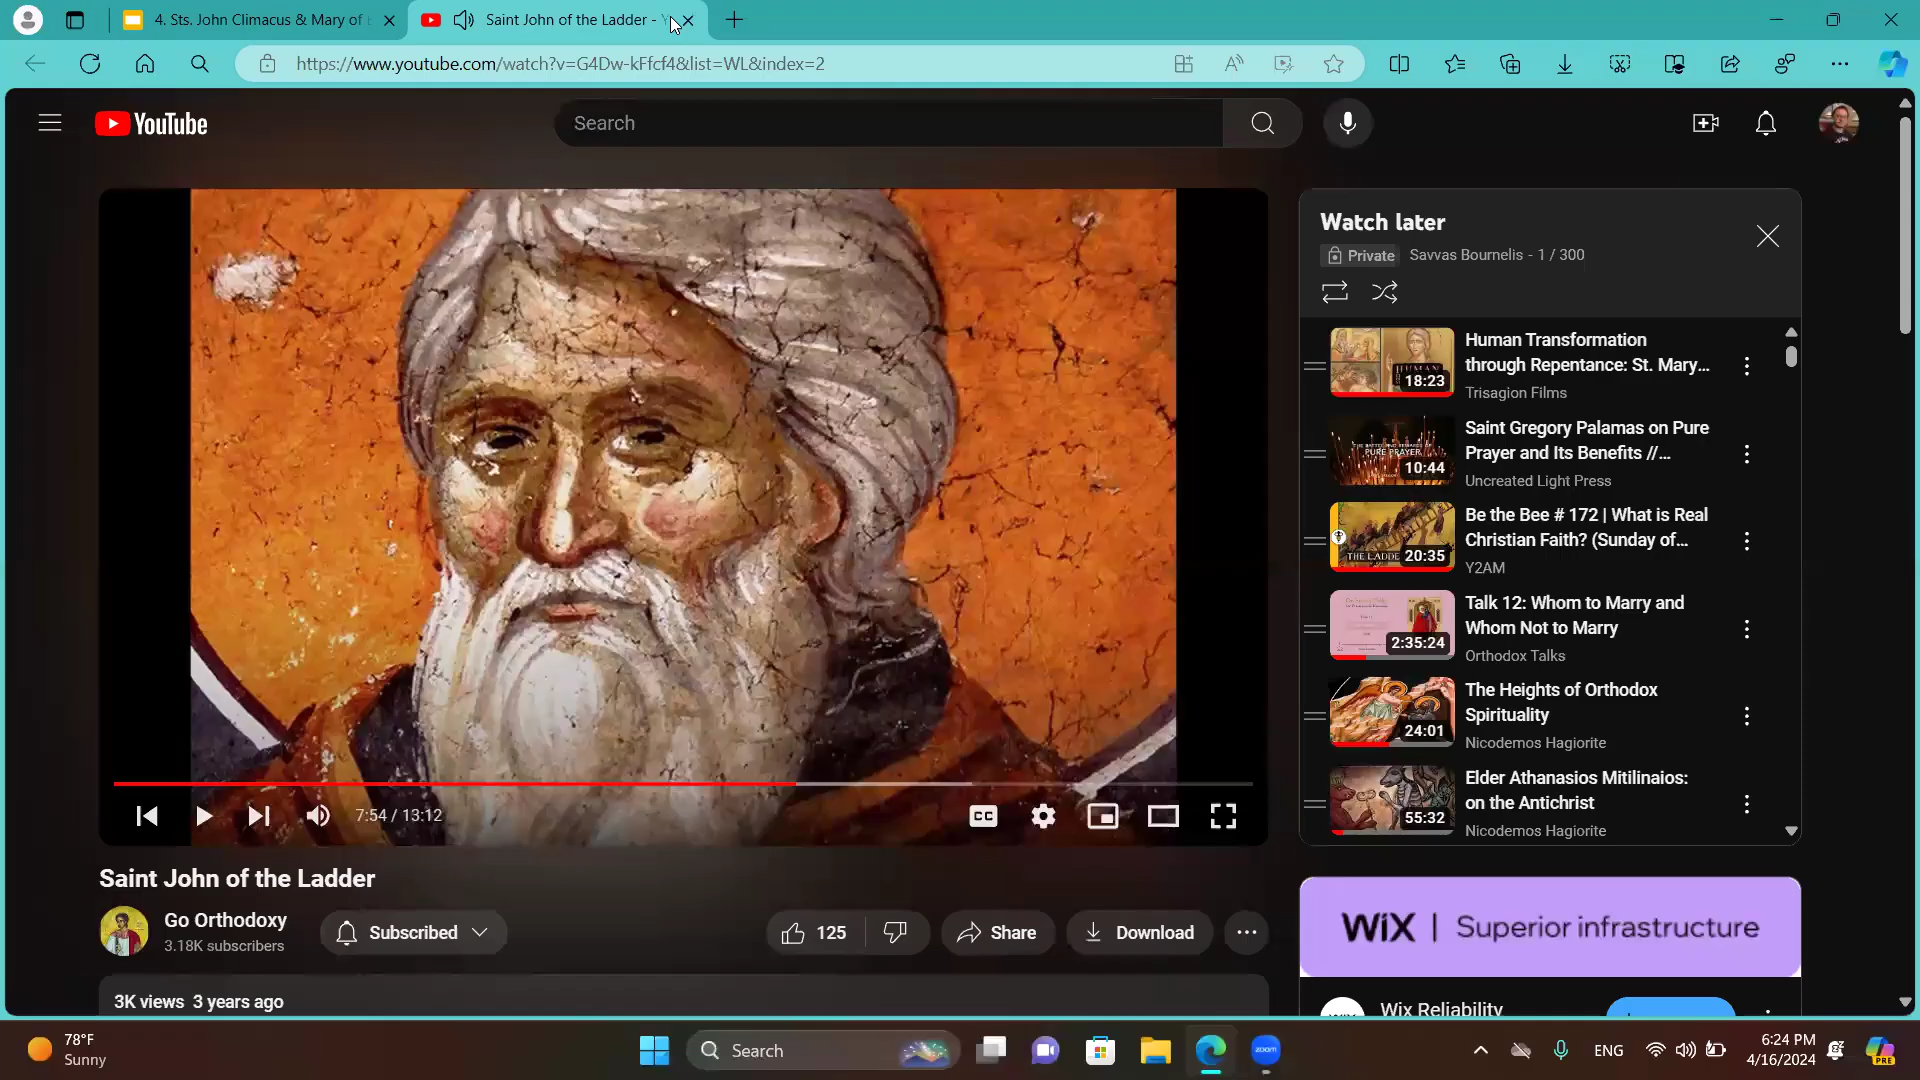 4. Sts. John Climacus & Mary of
Saint John of the Ladder -
https://www.youtube.com/watch?v=G4Dw-kFfcf4&list=WL&index=2
YouTube
Search
Watch later
Private Savvas Bournelis - 1 / 300
Human Transformation
through Repentance: St. Mary...
18:23
Trisagion Films
Saint Gregory Palamas on Pure
Prayer and Its Benefits //...
PURE PRAYER
10:44
Uncreated Light Press
Be the Bee # 172 | What is Real
Christian Faith? (Sunday of...
THE LADDE
20:35
Y2AM
Talk 12: Whom to Marry and
Whom Not to Marry
2:35:24
Orthodox Talks
The Heights of Orthodox
Spirituality
24:01
Nicodemos Hagiorite
Elder Athanasios Mitilinaios:
on the Antichrist
55:32
Nicodemos Hagiorite
7:54 / 13:12
CC
Saint John of the Ladder
Go Orthodoxy
3.18K subscribers
Subscribed
125
Share
Download
3K views 3 years ago
WiX | Superior infrastructure
Wix Reliability
78°F
Sunny
Search
zoom
ENG
6:24 PM
4/16/2024
PRE